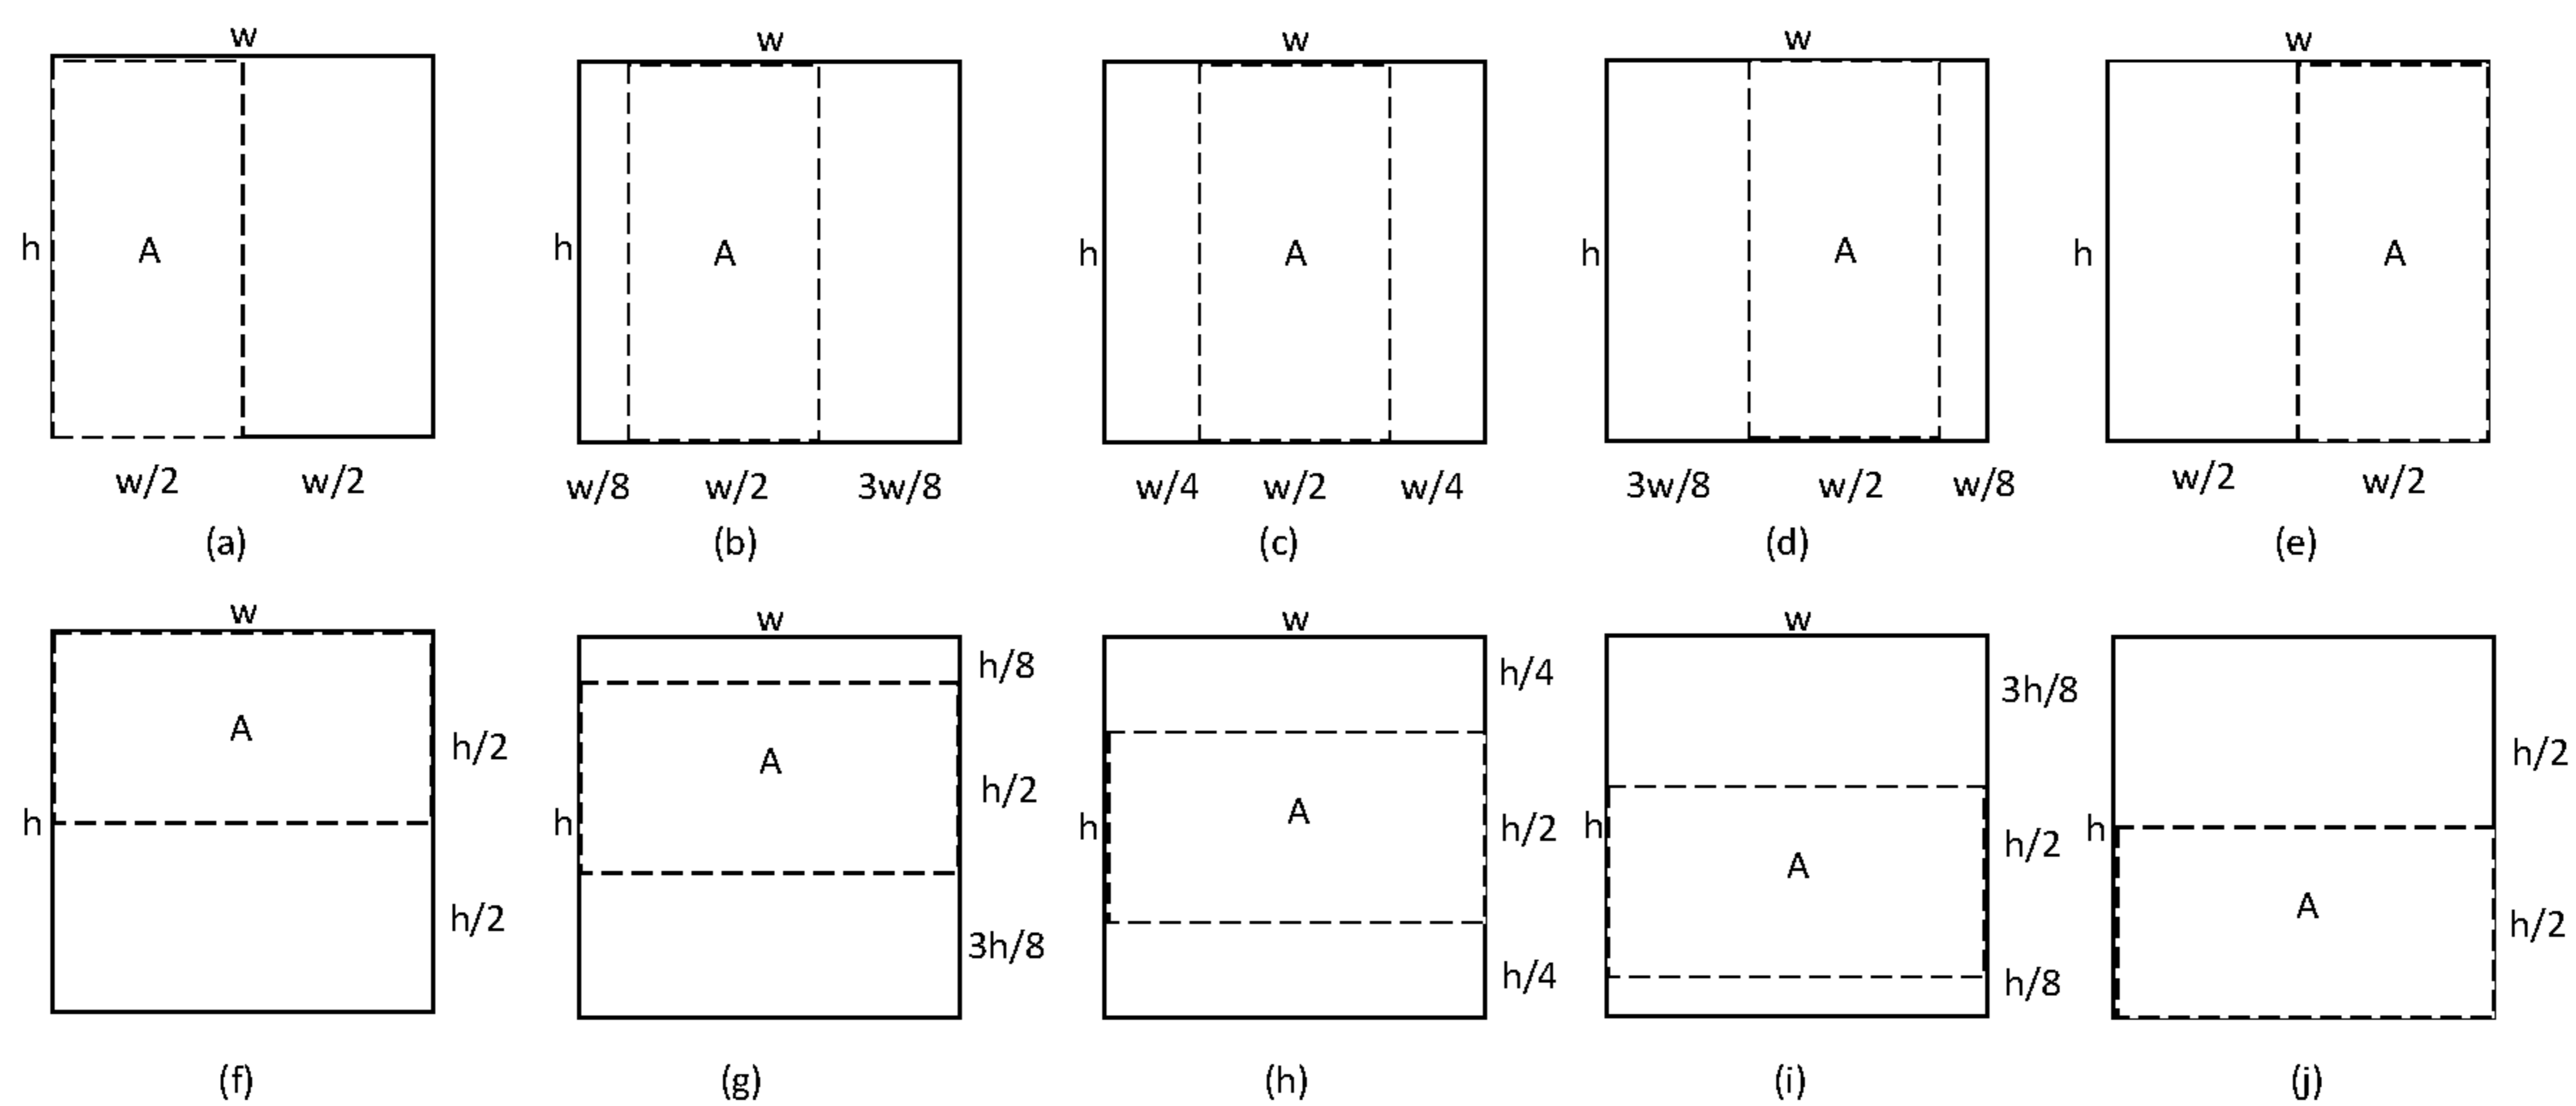 w w w w w
h A h A h A h A h A
w/2 w/2 w/8 w/2 3w/8 w/4 w/2 w/4 3w/8 w/2 w/8 w/2 w/2
(a) (b) (c) (d) (e)
w w w w
h/8 h/4 3h/8
A h/2 A h/2 A h/2 A h/2 h/2
h h h h h
A
h/2 3h/8 h/4 h/8 h/2
(f) (g) (h) (i) (j)